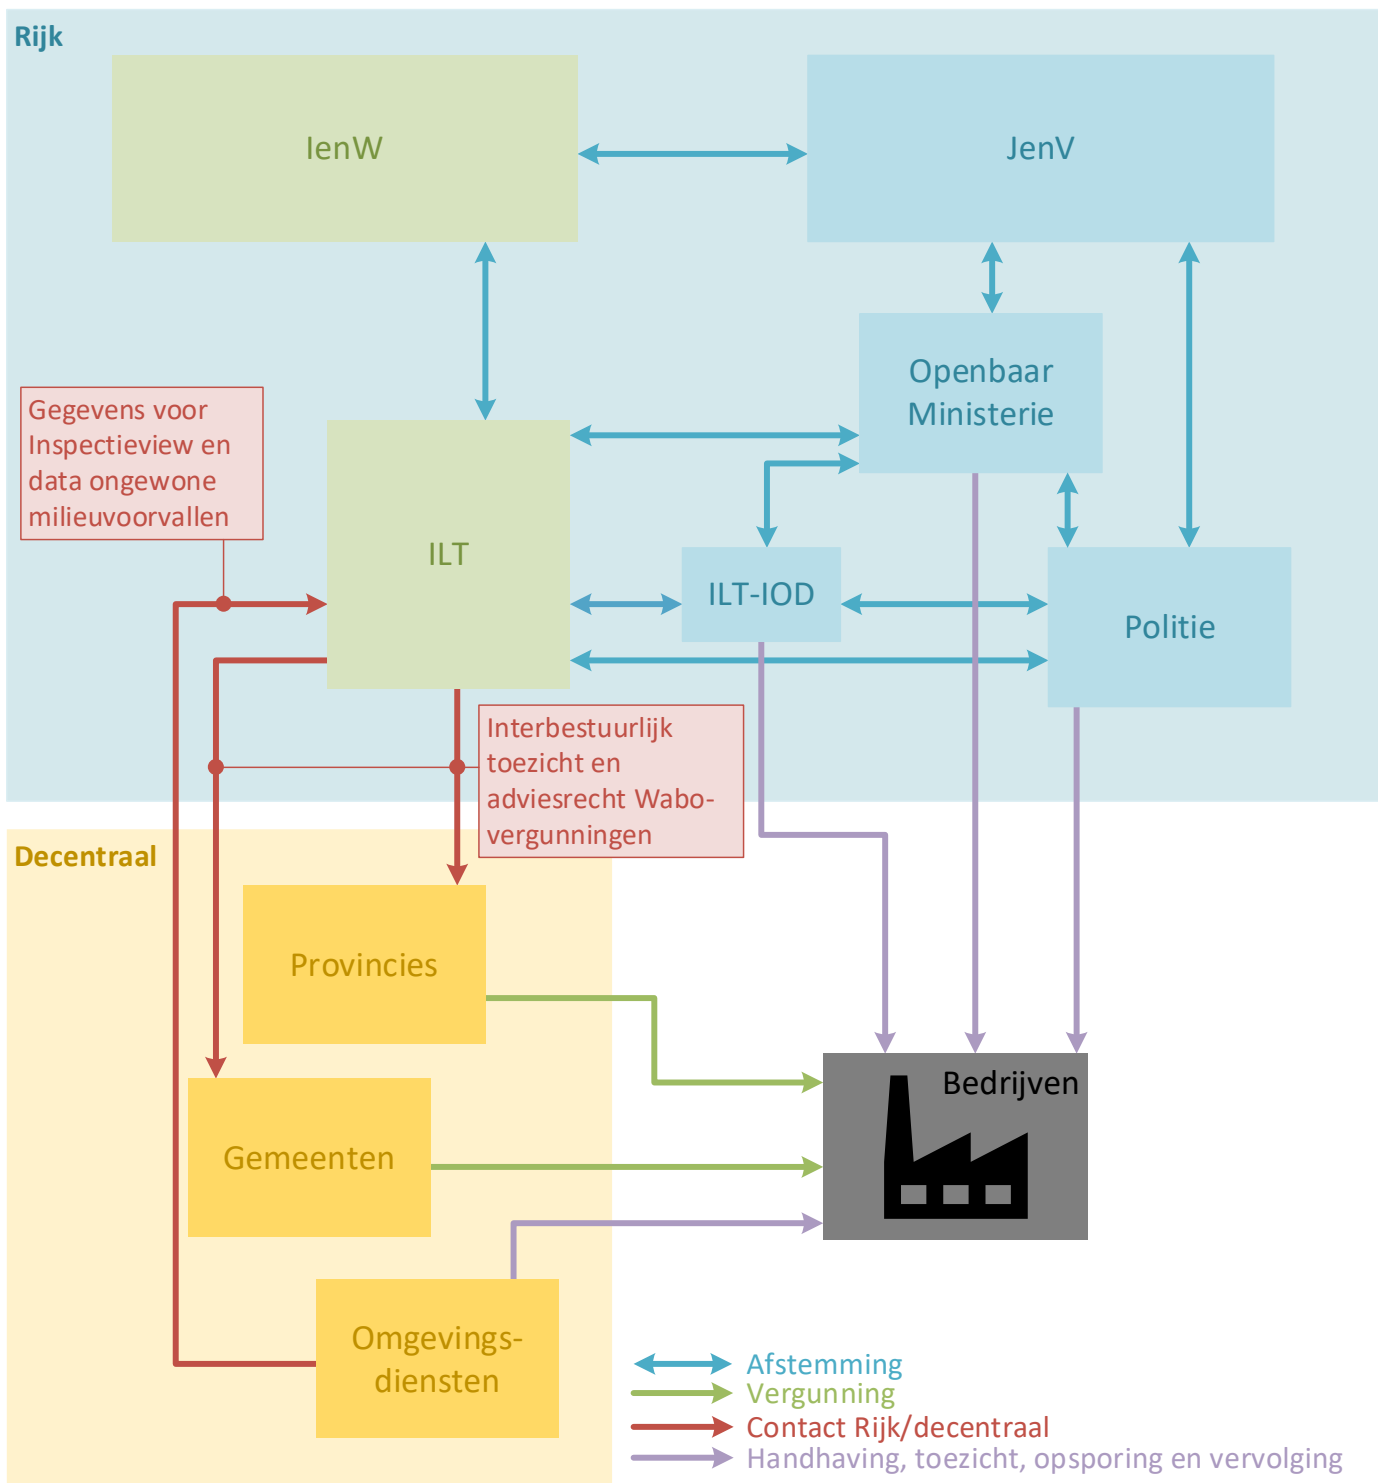 Rijk
IenW
JenV
Openbaar
Ministerie
Gegevens voor
Inspectieview en
data ongewone
milieuvoorvallen
ILT
ILT-IOD
Politie
Interbestuurlijk
toezicht en
adviesrecht Wabo-
vergunningen
Decentraal
Provincies
Bedrijven
Gemeenten
Omgevings-
diensten
Afstemming
Vergunning
Contact Rijk/decentraal
Handhaving, toezicht, opsporing en vervolging